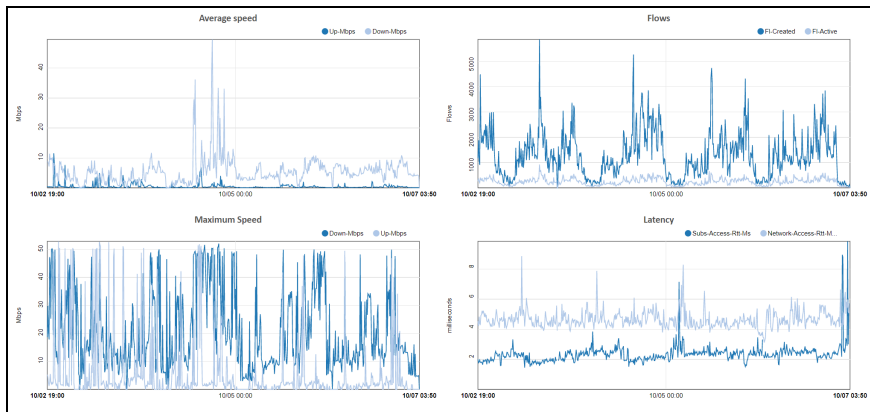 Average speed
Up-Mbps Down-Mbps
Mbps
40
30
20
10
10/02 19:00 10/05 00:00 10/07 03:50
Flows
Fl-Created Fl-Active
Flows
5000
4000
3000
2000
1000
10/02 19:00 10/05 00:00 10/07 03:50
Maximum Speed
Down-Mbps Up-Mbps
Mbps
50
40
30
20
10
10/02 19:00 10/05 00:00 10/07 03:50
Latency
Subs-Access-Rtt-Ms Network-Access-Rtt-M...
milliseconds
8
6
4
2
10/02 19:00 10/05 00:00 10/07 03:50